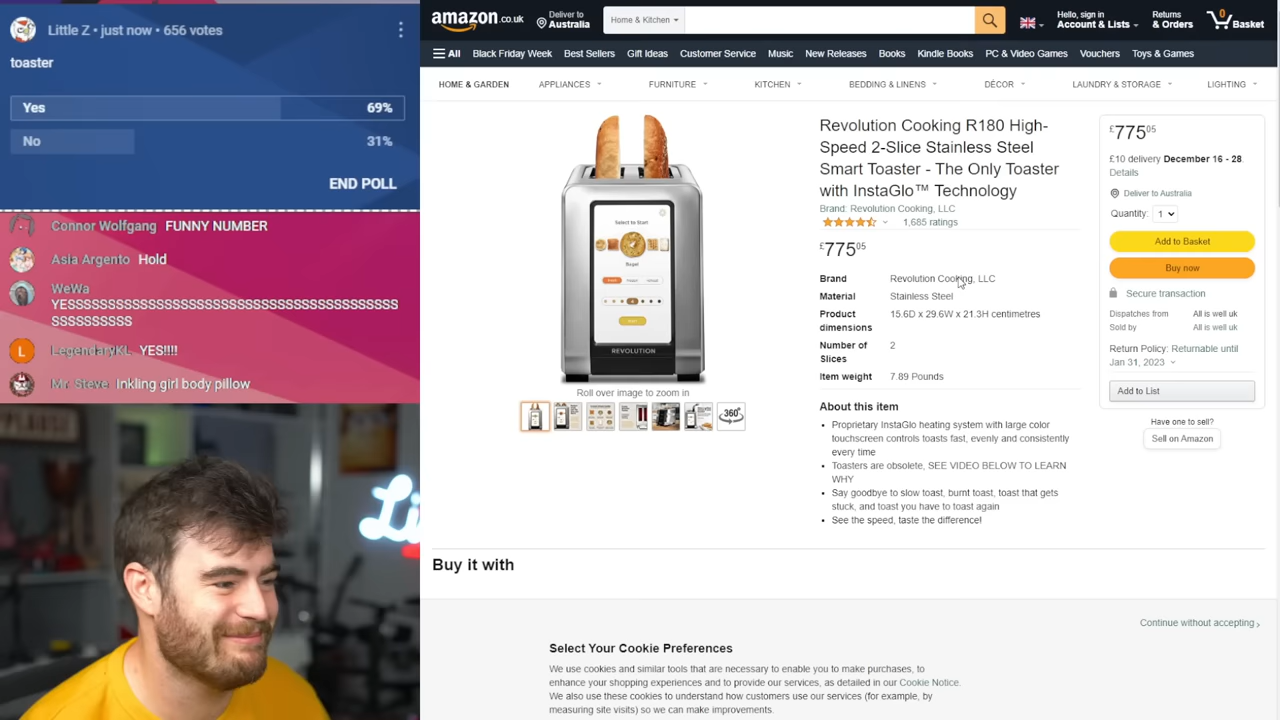 Little Z • just now • 656 votes
toaster
Yes 69%
No 31%
END POLL
Connor Wolfgang FUNNY NUMBER
Asia Argento Hold
WeWa
YESSSSSSSSSSSSSSSSSSSSSSSSSSSSSSSSSSS
SSSSSSSSS
LegendaryKL YES!!!!
Mr. Steve Inkling girl body pillow
amazon.co.uk
Deliver to
Australia
Home & Kitchen
Hello, sign in
Account & Lists
Returns
& Orders
0
Basket
All Black Friday Week Best Sellers Gift Ideas Customer Service Music New Releases Books Kindle Books PC & Video Games Vouchers Toys & Games
HOME & GARDEN APPLIANCES FURNITURE KITCHEN BEDDING & LINENS DÉCOR LAUNDRY & STORAGE LIGHTING
Select to Start
Bagel
REVOLUTION
Roll over image to zoom in
360°
Revolution Cooking R180 High-
Speed 2-Slice Stainless Steel
Smart Toaster - The Only Toaster
with InstaGlo™ Technology
Brand: Revolution Cooking, LLC
1,685 ratings
£77505
Brand Revolution Cooking, LLC
Material Stainless Steel
Product dimensions 15.6D x 29.6W x 21.3H centimetres
Number of Slices 2
Item weight 7.89 Pounds
About this item
• Proprietary InstaGlo heating system with large color
touchscreen controls toasts fast, evenly and consistently
every time
• Toasters are obsolete, SEE VIDEO BELOW TO LEARN
WHY
• Say goodbye to slow toast, burnt toast, toast that gets
stuck, and toast you have to toast again
• See the speed, taste the difference!
£77505
£10 delivery December 16 - 28.
Details
Deliver to Australia
Quantity: 1
Add to Basket
Buy now
Secure transaction
Dispatches from All is well uk
Sold by All is well uk
Return Policy: Returnable until
Jan 31, 2023
Add to List
Have one to sell?
Sell on Amazon
Buy it with
Continue without accepting
Select Your Cookie Preferences
We use cookies and similar tools that are necessary to enable you to make purchases, to
enhance your shopping experiences and to provide our services, as detailed in our Cookie Notice.
We also use these cookies to understand how customers use our services (for example, by
measuring site visits) so we can make improvements.